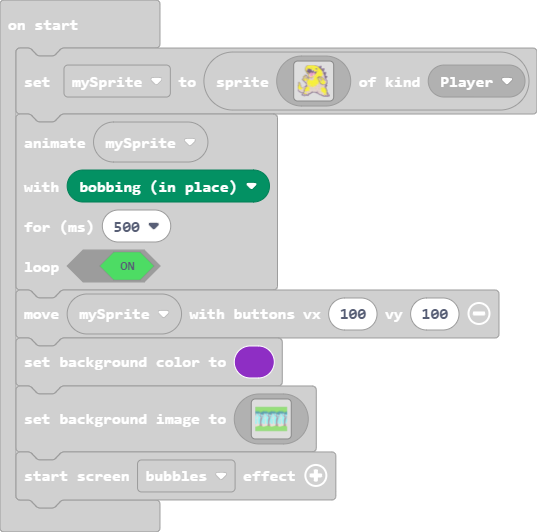 on start
set mySprite to sprite of kind Player
animate mySprite
with bobbing (in place)
for (ms) 500
loop ON
move mySprite with buttons vx 100 vy 100
set background color to
set background image to
start screen bubbles effect